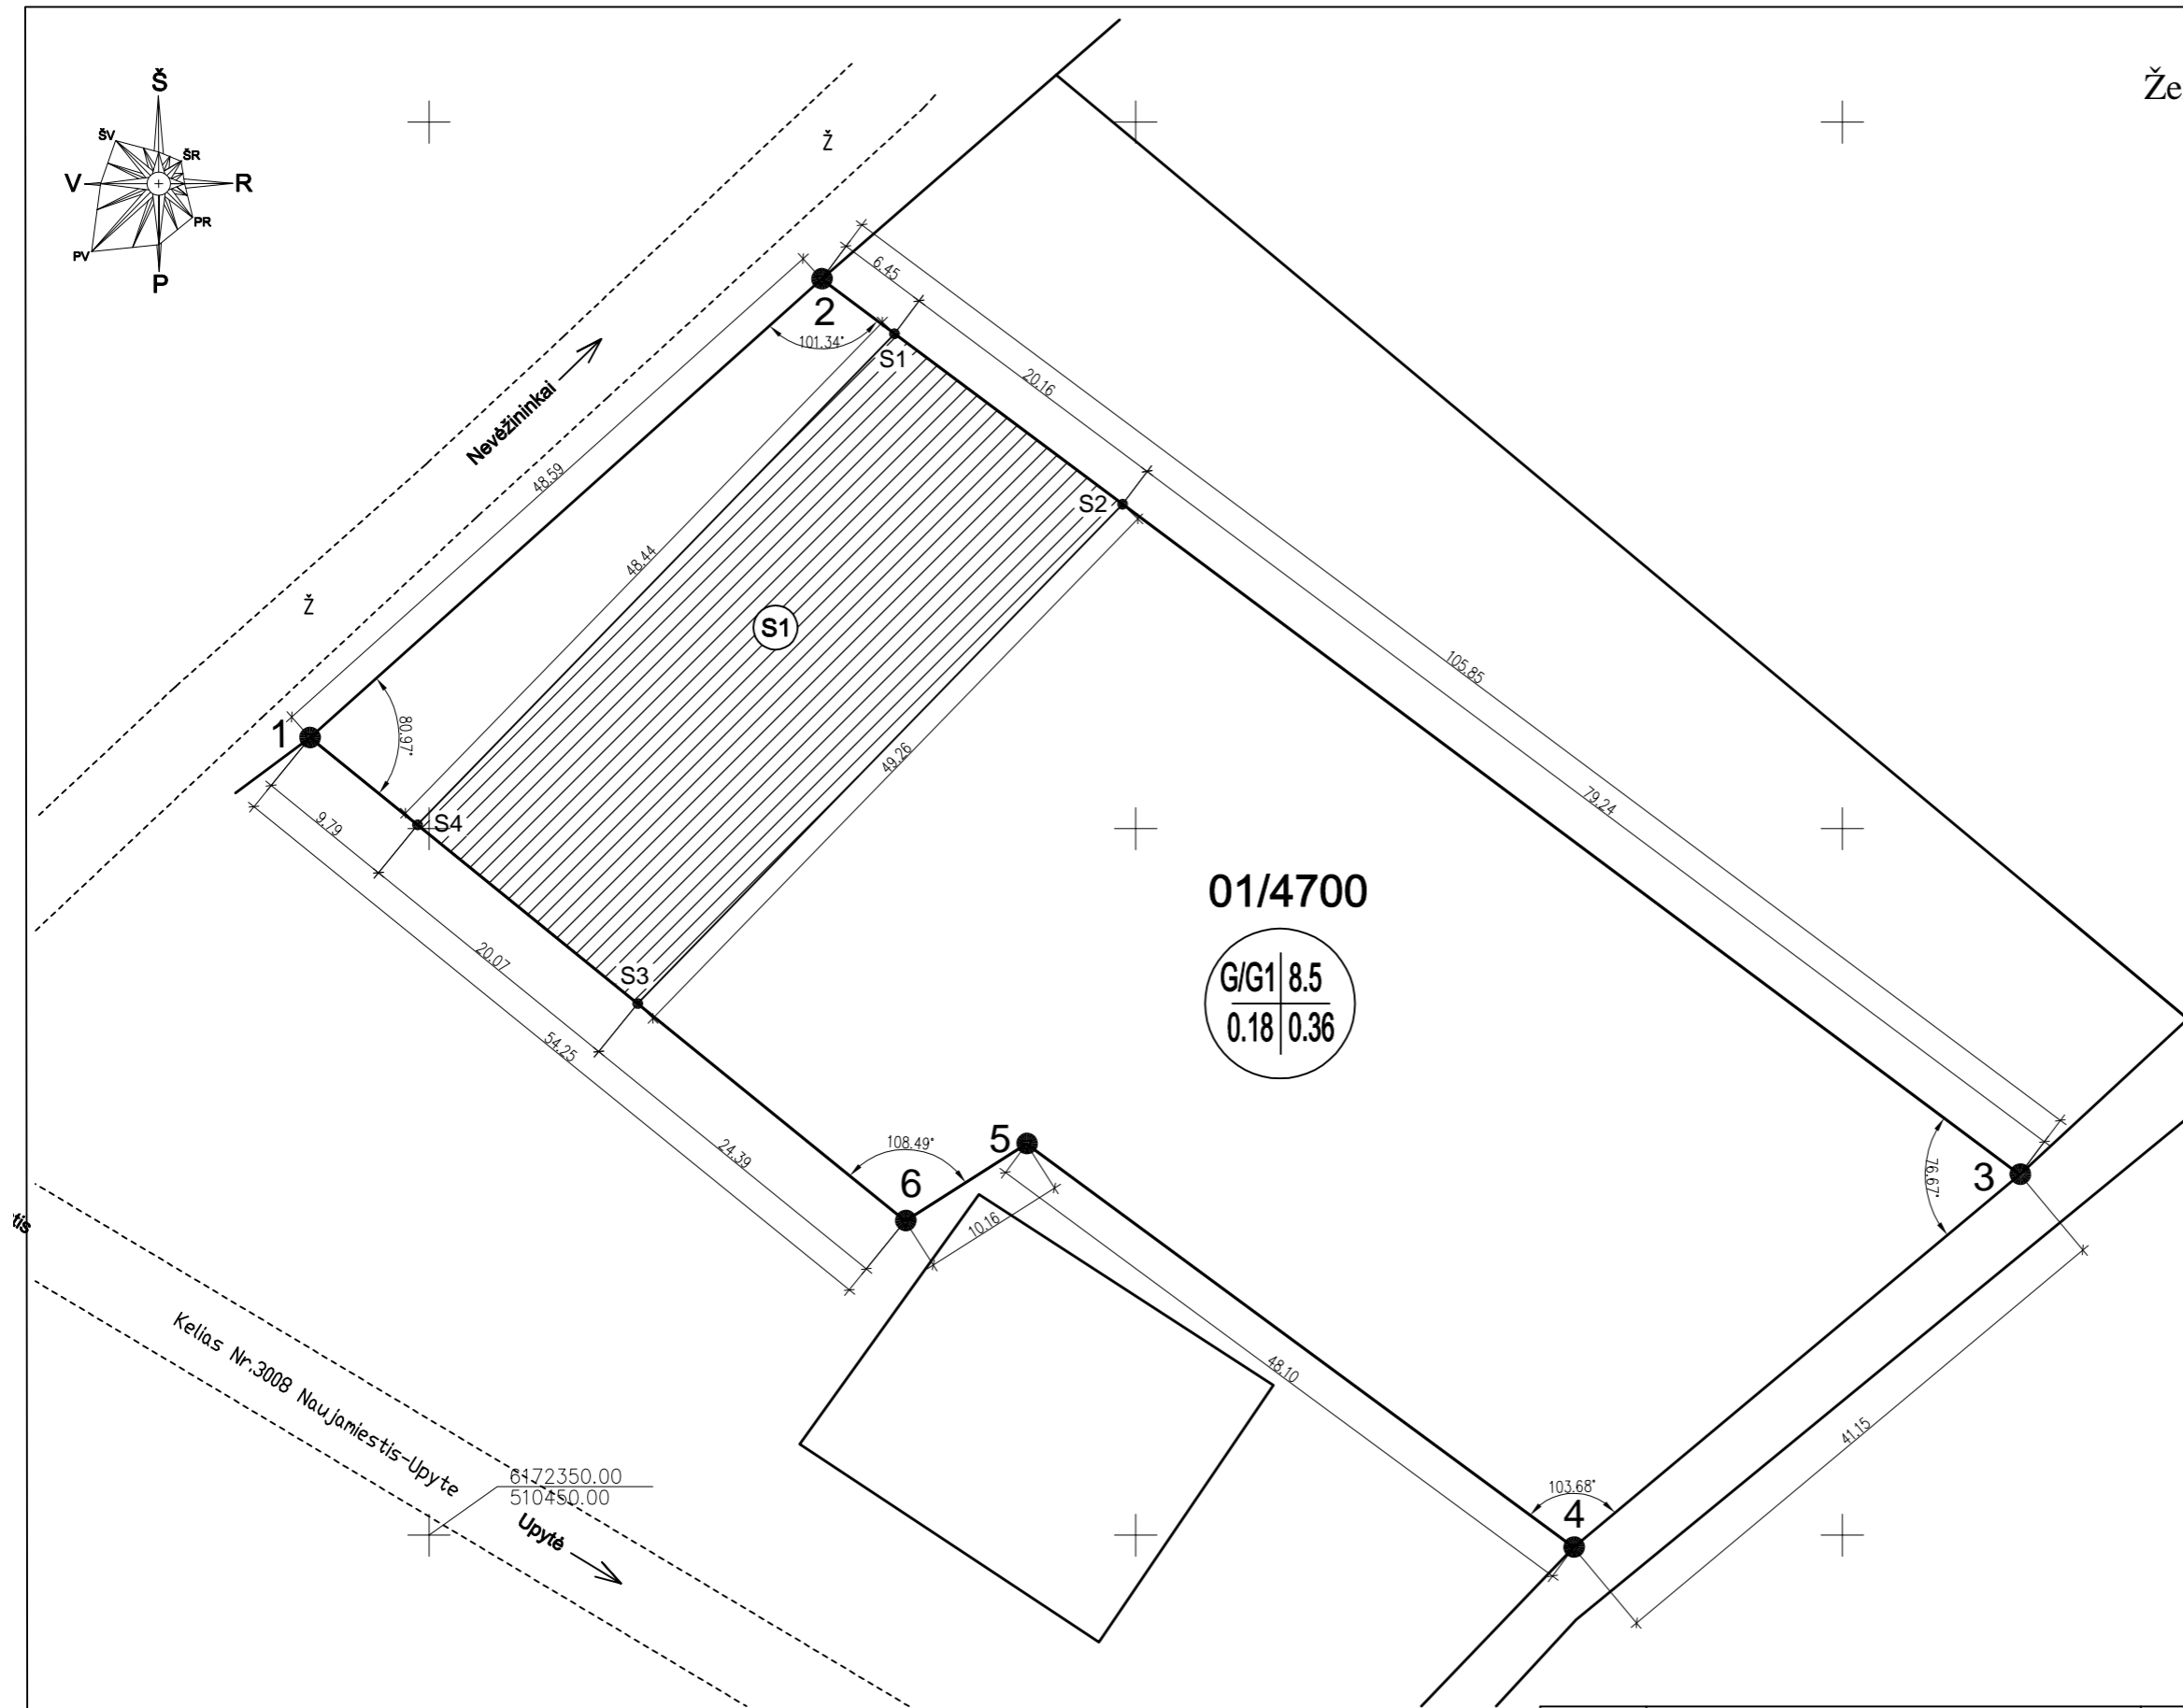 Š
Že
ŠV
ŠR
V
R
PV
PR
P
Ž
6.45
2
101.34°
S1
20.16
Nevėžininkai
48.59
S2
48.44
Ž
S1
105.85
1
80.97°
49.26
79.24
S4
9.79
01/4700
20.07
S3
G/G1 8.5
0.18 0.36
54.25
108.49°
5
24.39
3
76.67°
6
10.16
tis
Kelias Nr.3008 Naujamiestis-Upyte
48.10
41.15
6172350.00
510450.00
103.68°
4
Upytė